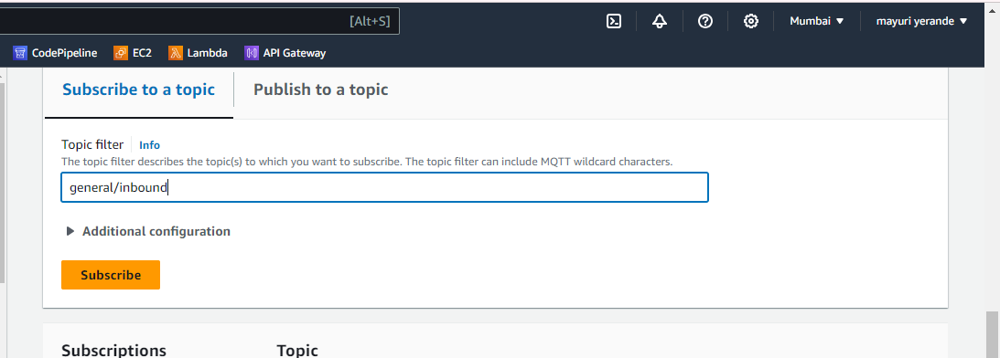 [Alt+S]
Mumbai ▼
mayuri yerande ▼
CodePipeline
EC2
Lambda
API Gateway
Subscribe to a topic
Publish to a topic
Topic filter
Info
The topic filter describes the topic(s) to which you want to subscribe. The topic filter can include MQTT wildcard characters.
general/inbound
Additional configuration
Subscribe
Subscriptions
Topic